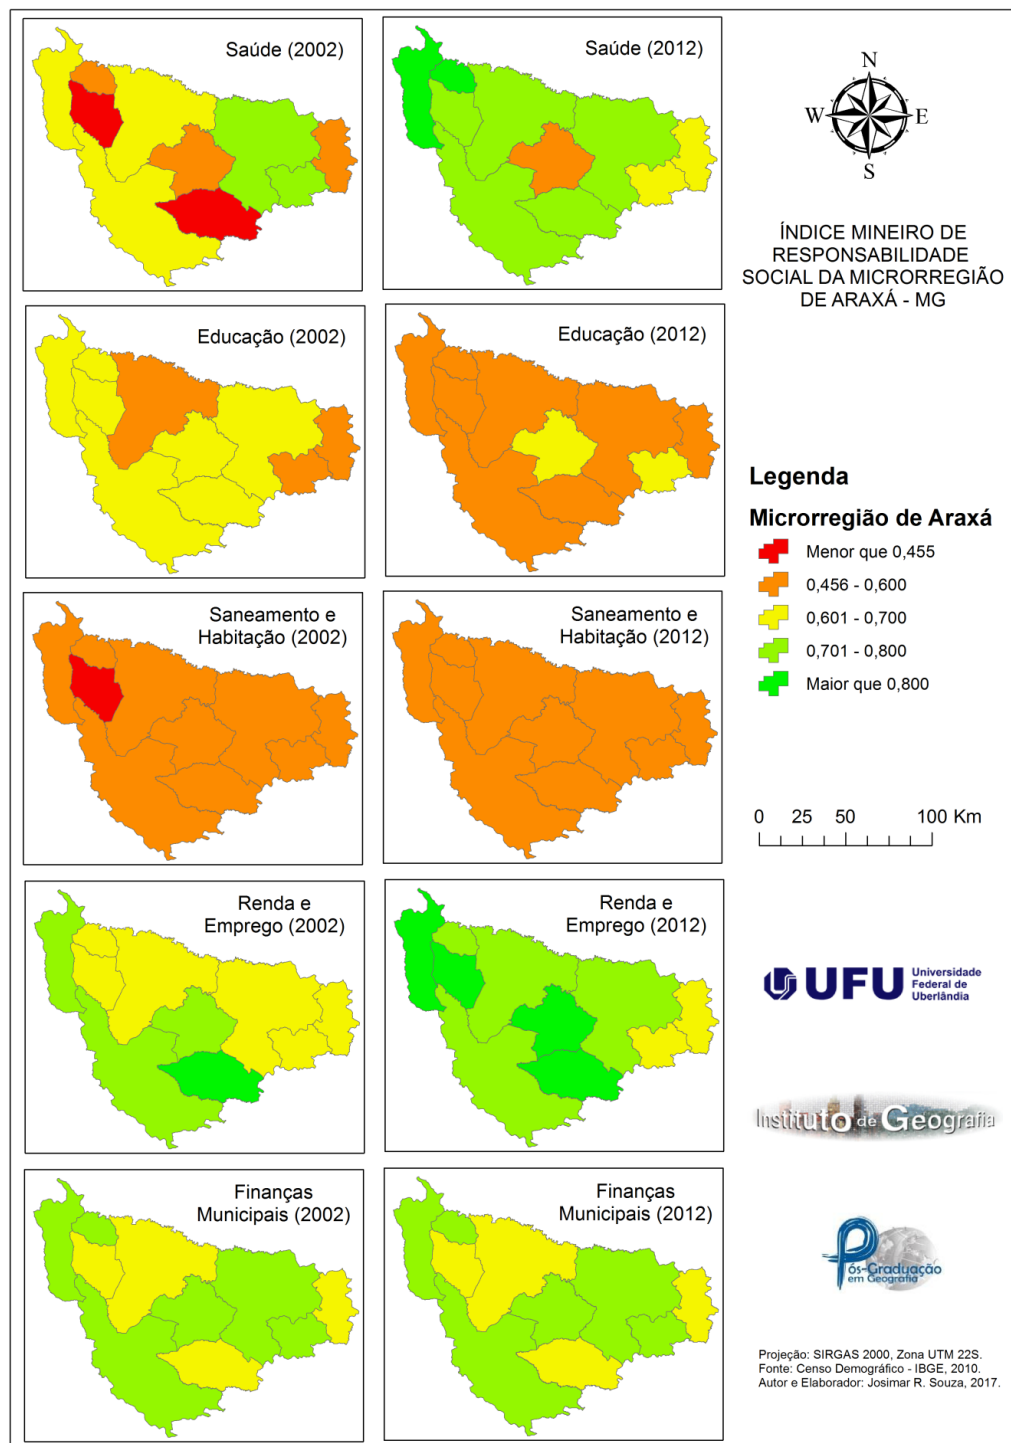 Saúde (2002)
Saúde (2012)
N
W
E
S
ÍNDICE MINEIRO DE
RESPONSABILIDADE
SOCIAL DA MICRORREGIÃO
DE ARAXÁ - MG
Educação (2002)
Educação (2012)
Legenda
Microrregião de Araxá
Menor que 0,455
0,456 - 0,600
0,601 - 0,700
0,701 - 0,800
Maior que 0,800
Saneamento e
Habitação (2002)
Saneamento e
Habitação (2012)
0 25 50 100 Km
Renda e
Emprego (2002)
Renda e
Emprego (2012)
UFU
Universidade
Federal de
Uberlândia
Instituto de Geografia
Finanças
Municipais (2002)
Finanças
Municipais (2012)
Pós-Graduação
em Geografia
Projeção: SIRGAS 2000, Zona UTM 22S.
Fonte: Censo Demográfico - IBGE, 2010.
Autor e Elaborador: Josimar R. Souza, 2017.